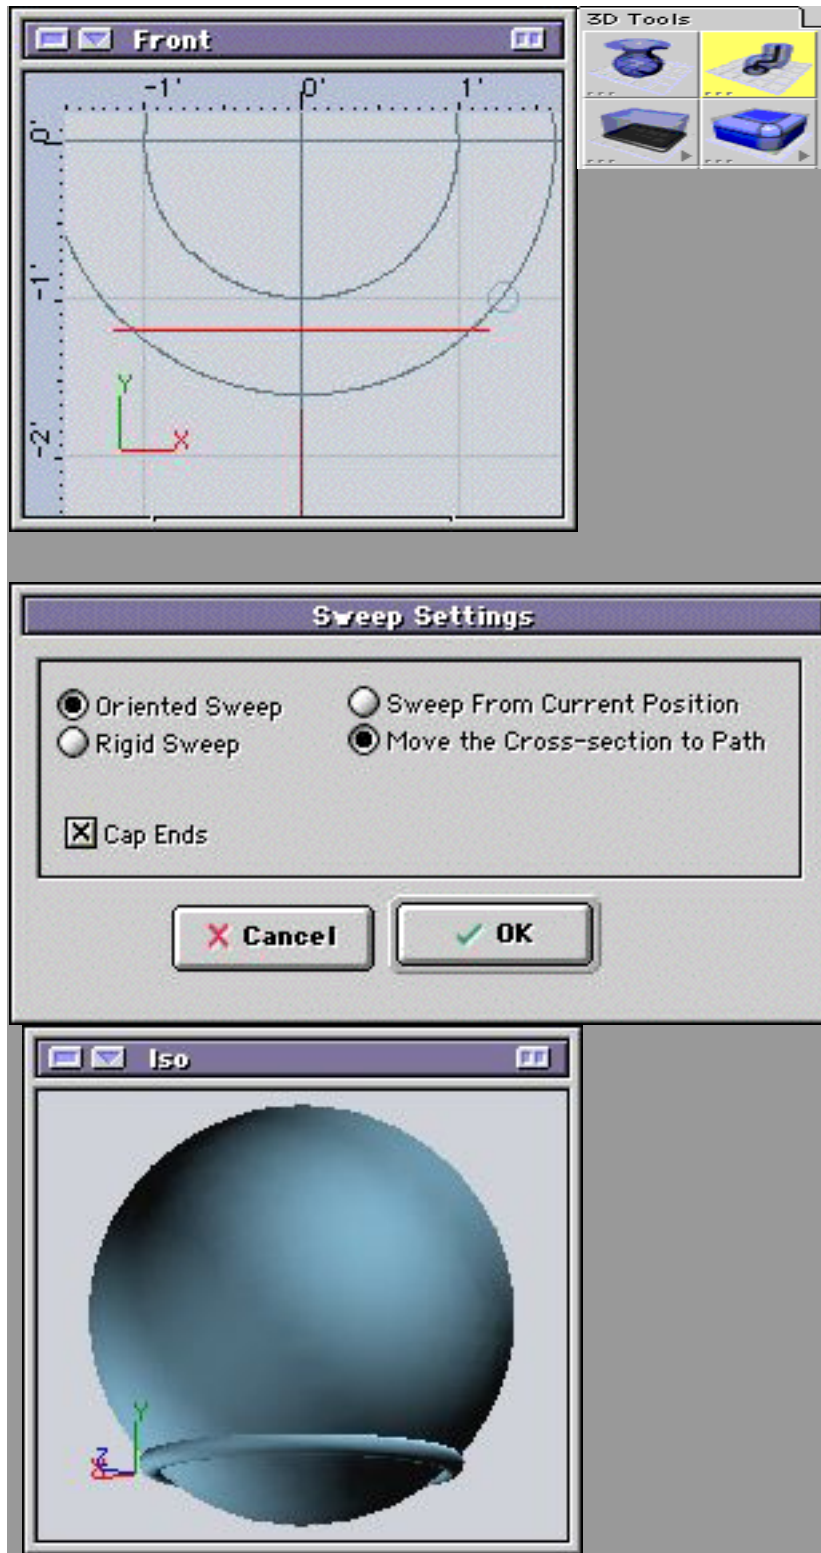 Front
3D Tools
-1' 0' 1'
0'
-1'
-2'
Y
X
Sweep Settings
Oriented Sweep
Sweep From Current Position
Rigid Sweep
Move the Cross-section to Path
Cap Ends
Cancel
OK
Iso
Y
Z
X